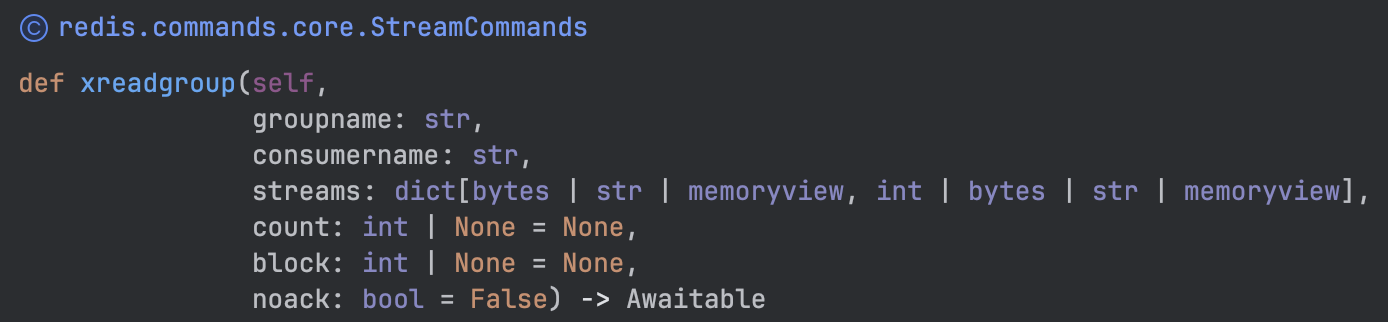 © redis.commands.core.StreamCommands
def xreadgroup(self,
groupname: str,
consumername: str,
streams: dict[bytes | str | memoryview, int | bytes | str | memoryview],
count: int | None = None,
block: int | None = None,
noack: bool = False) -> Awaitable